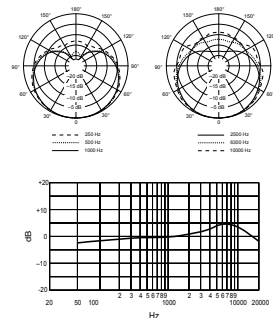 180° 180°
150° 150° 150° 150°
120° 120° 120° 120°
90° 90° 90° 90°
–20 dB –20 dB
–15 dB –15 dB
–10 dB –10 dB
–5 dB –5 dB
60° 60° 60° 60°
30° 30° 30° 30°
0 0
250 Hz 2500 Hz
500 Hz 6300 Hz
1000 Hz 10000 Hz
+20
+10
0
–10
–20
dB
20 50 100 2 3 4 5 6 7 8 9 1000 2 3 4 5 6 7 8 9 10000 20000
Hz